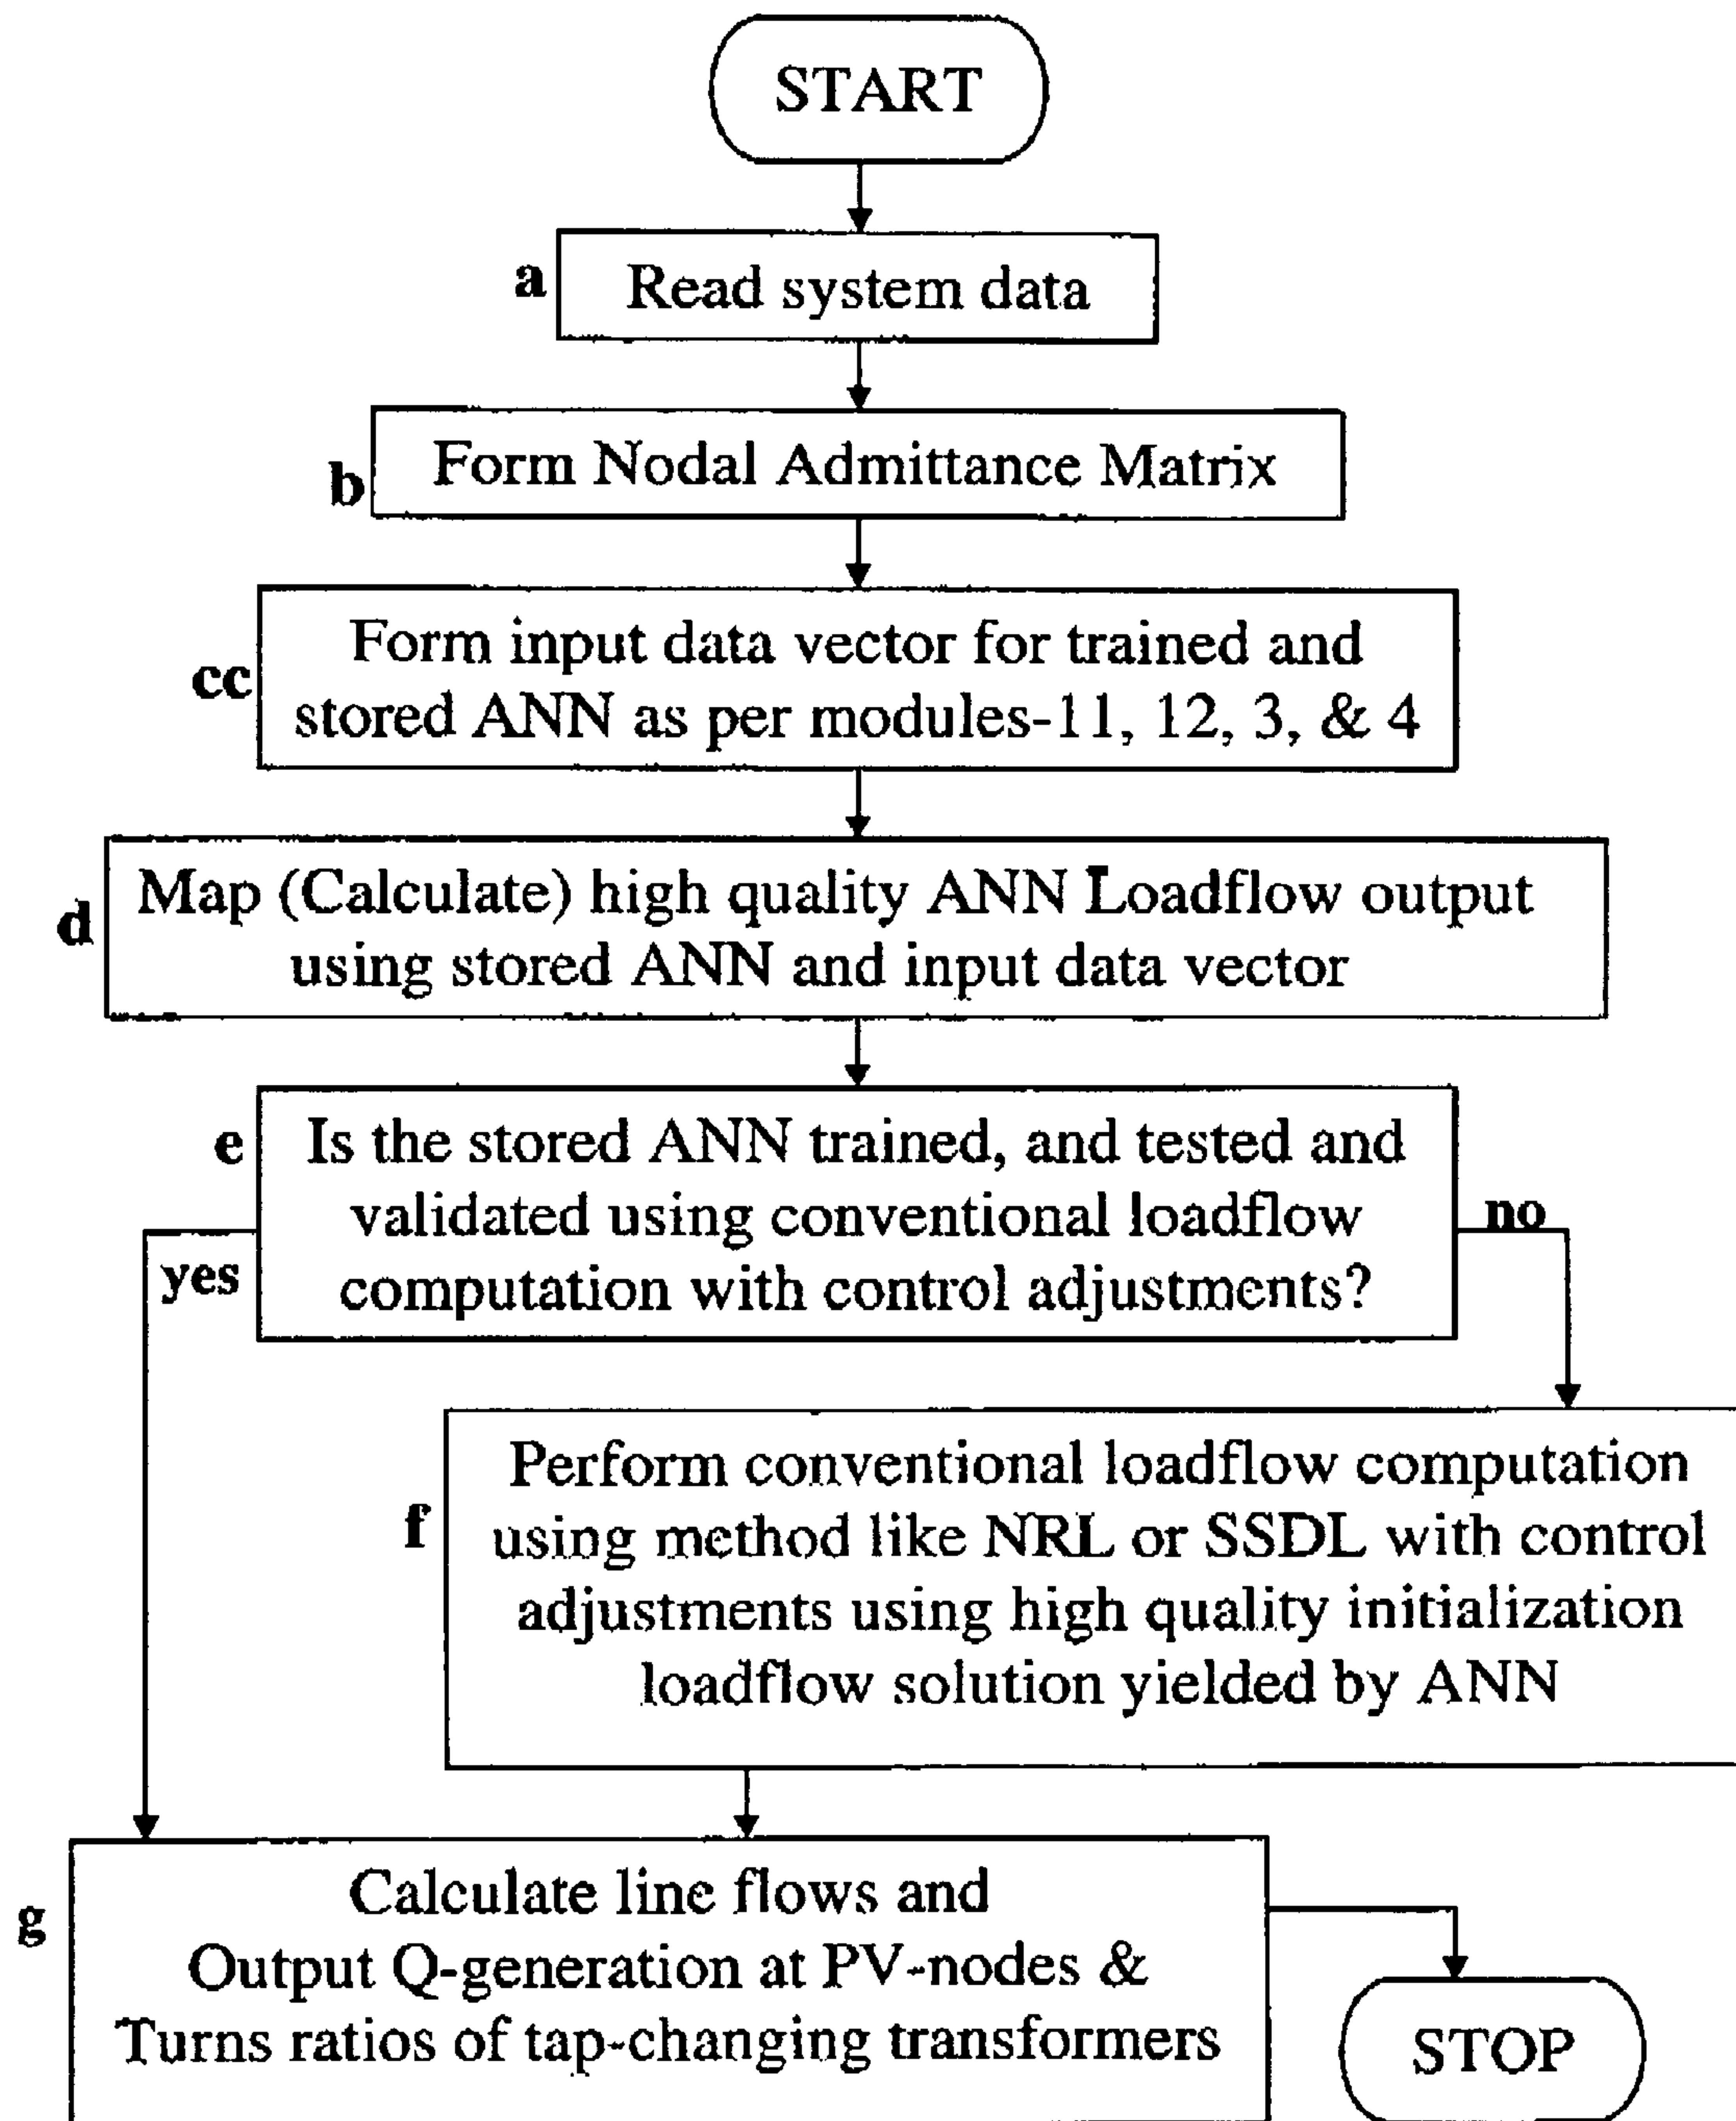 START
a
Read system data
b
Form Nodal Admittance Matrix
cc
Form input data vector for trained and
stored ANN as per modules-11, 12, 3, & 4
d
Map (Calculate) high quality ANN Loadflow output
using stored ANN and input data vector
e
Is the stored ANN trained, and tested and
validated using conventional loadflow
computation with control adjustments?
yes
no
f
Perform conventional loadflow computation
using method like NRL or SSDL with control
adjustments using high quality initialization
loadflow solution yielded by ANN
g
Calculate line flows and
Output Q-generation at PV-nodes &
Turns ratios of tap-changing transformers
STOP